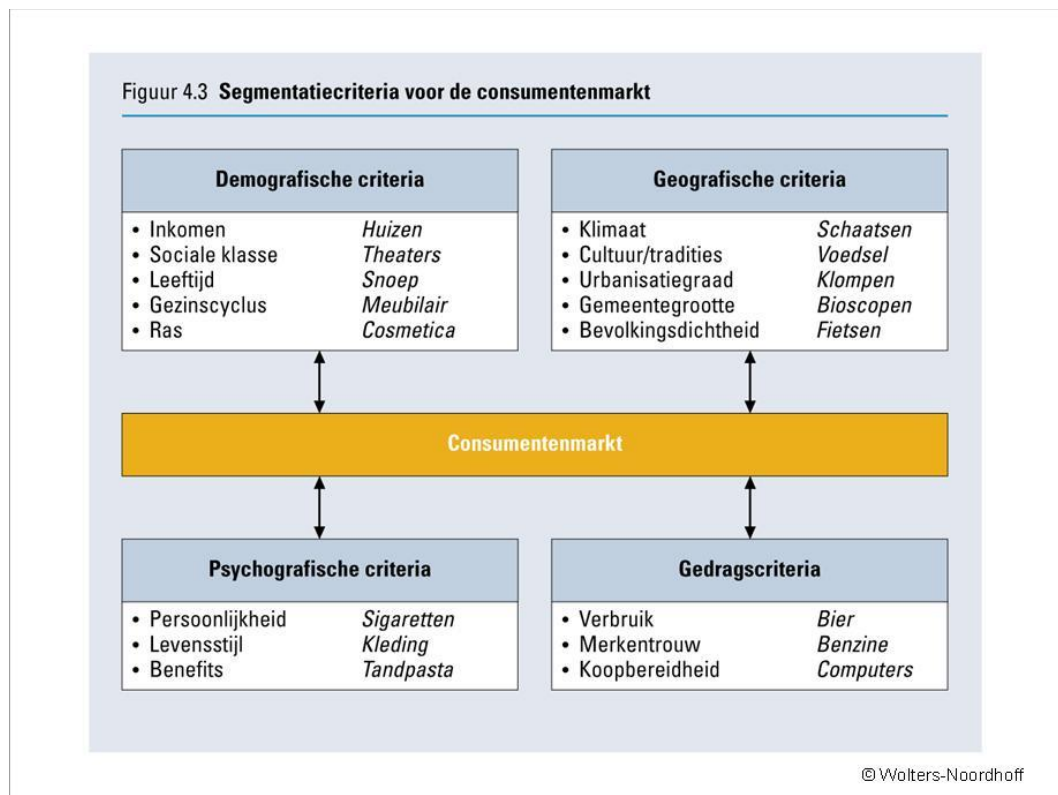 Figuur 4.3 Segmentatiecriteria voor de consumentenmarkt
Demografische criteria
• Inkomen Huizen
• Sociale klasse Theaters
• Leeftijd Snoep
• Gezinscyclus Meubilair
• Ras Cosmetica
Geografische criteria
• Klimaat Schaatsen
• Cultuur/tradities Voedsel
• Urbanisatiegraad Klompen
• Gemeentegrootte Bioscopen
• Bevolkingsdichtheid Fietsen
Consumentenmarkt
Psychografische criteria
• Persoonlijkheid Sigaretten
• Levensstijl Kleding
• Benefits Tandpasta
Gedragscriteria
• Verbruik Bier
• Merkentrouw Benzine
• Koopbereidheid Computers
© Wolters-Noordhoff